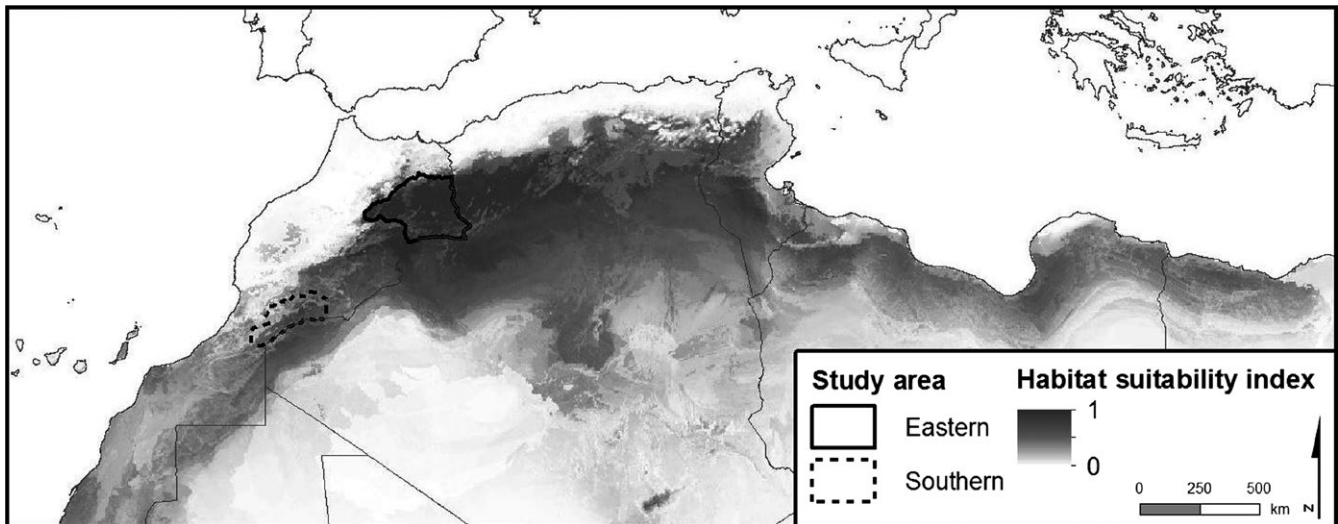 Study area
Eastern
Southern
Habitat suitability index
1
0
0 250 500
km
N